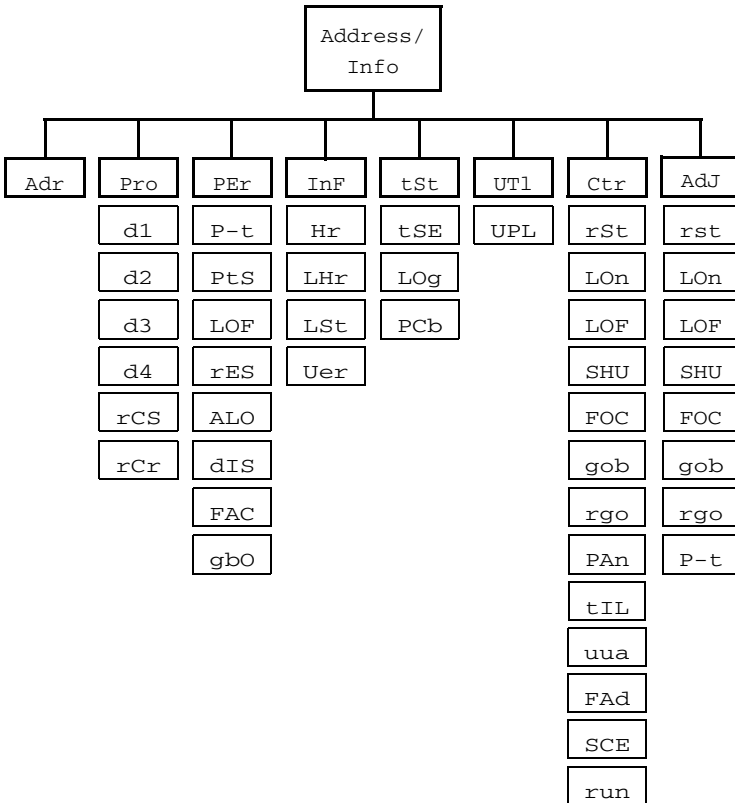 Address/
Info
Adr
Pro
d1
d2
d3
d4
rCS
rCr
PEr
P-t
PtS
LOF
rES
ALO
dIS
FAC
gbO
InF
Hr
LHr
LSt
Uer
tSt
tSE
LOg
PCb
UTl
UPL
Ctr
rSt
LOn
LOF
SHU
FOC
gob
rgo
PAn
tIL
uua
FAd
SCE
run
AdJ
rst
LOn
LOF
SHU
FOC
gob
rgo
P-t